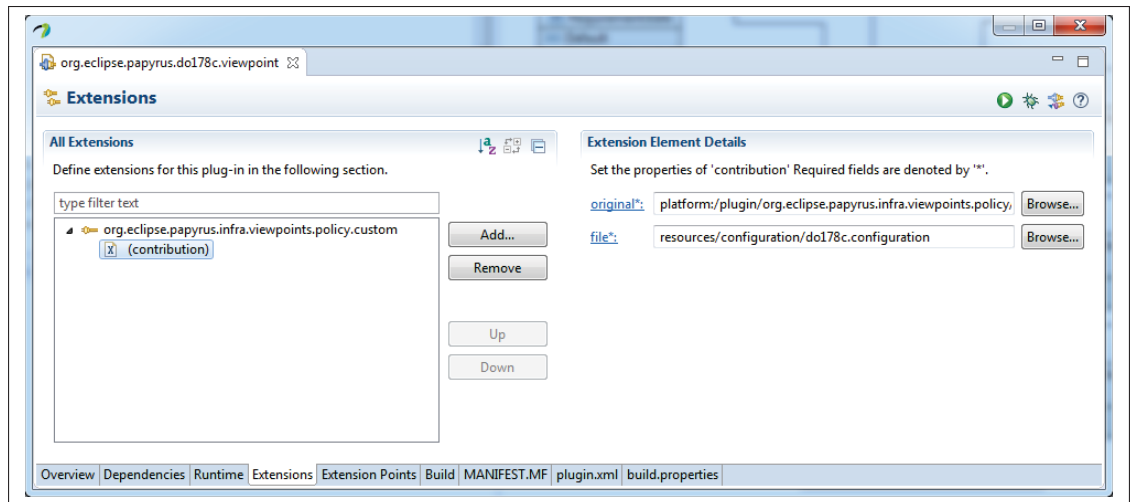 org.eclipse.papyrus.do178c.viewpoint
Extensions
All Extensions
Define extensions for this plug-in in the following section.
type filter text
org.eclipse.papyrus.infra.viewpoints.policy.custom
(contribution)
Add...
Remove
Up
Down
Extension Element Details
Set the properties of 'contribution' Required fields are denoted by '*'.
original*: platform:/plugin/org.eclipse.papyrus.infra.viewpoints.policy/ Browse...
file*: resources/configuration/do178c.configuration Browse...
Overview Dependencies Runtime Extensions Extension Points Build MANIFEST.MF plugin.xml build.properties